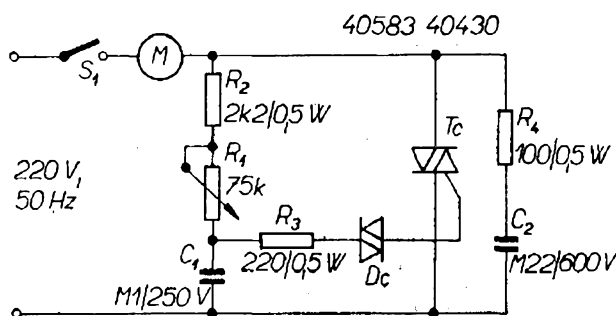 40583 40430
M
S1
R2
2k2/0,5 W
R1
75k
220 V,
50 Hz
Tc
R4
100/0,5 W
R3
220/0,5 W
Dc
C1
M1/250 V
C2
M22/600V